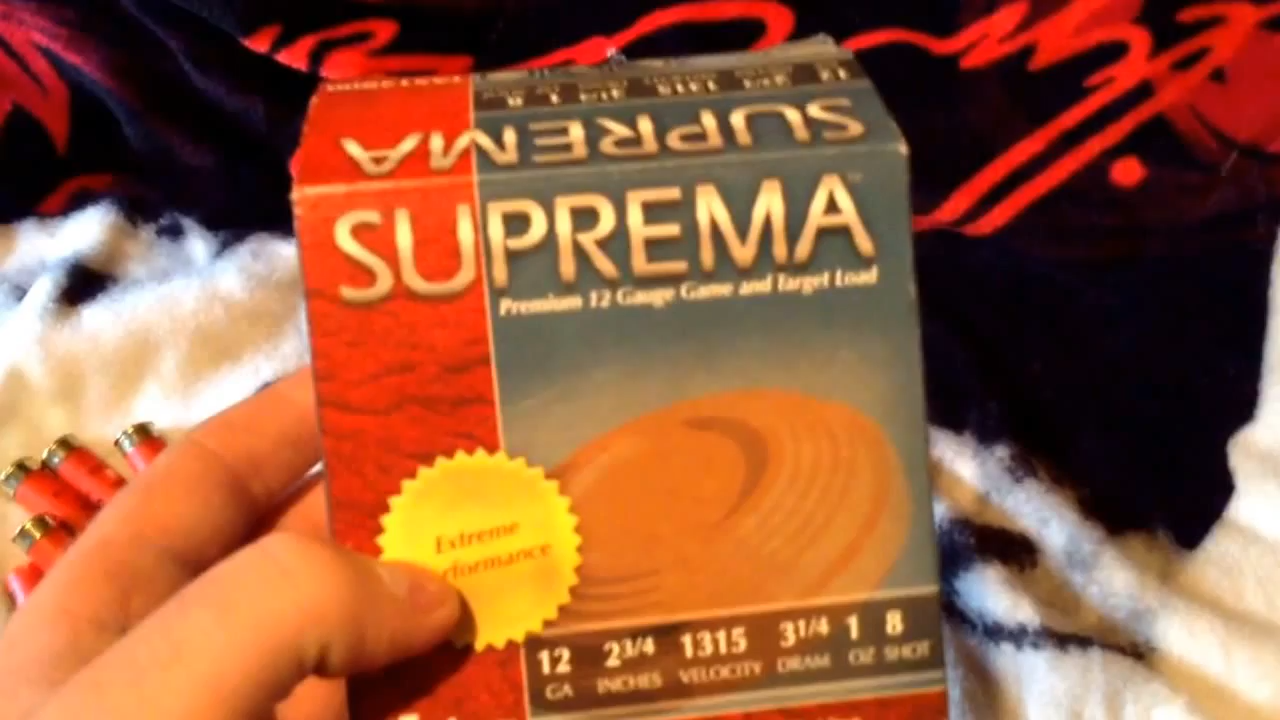 SUPREMA
SUPREMA™
Premium 12 Gauge Game and Target Load
Extreme
rformance
12 2 3/4 1315 3 1/4 1 8
GA INCHES VELOCITY DRAM OZ SHOT